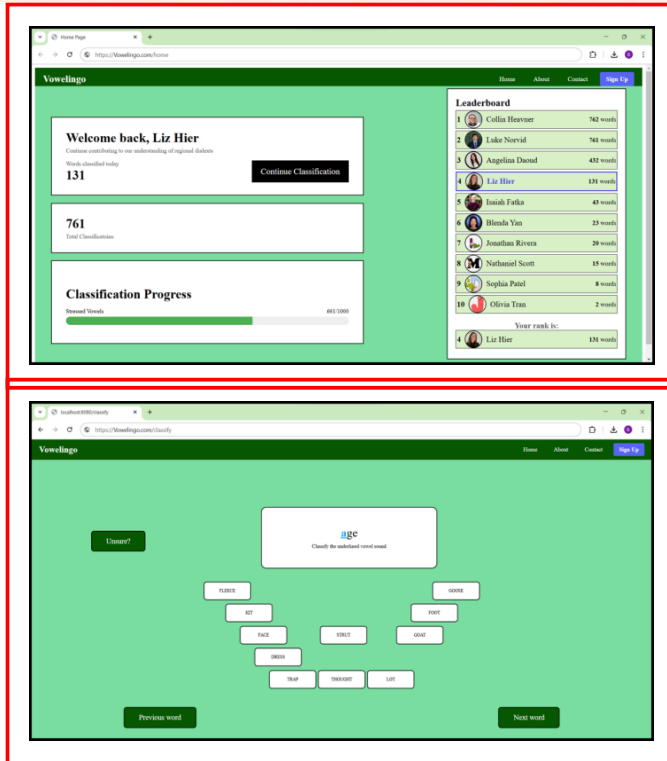 Home Page
https://Vowelingo.com/home
Vowelingo
Home About Contact Sign Up
Welcome back, Liz Hier
Continue contributing to our understanding of regional dialects
Words classified today
131
Continue Classification
761
Total Classifications
Classification Progress
Stressed Vowels 661/1000
Leaderboard
1 Collin Heavner 762 words
2 Luke Norvid 761 words
3 Angelina Daoud 432 words
4 Liz Hier 131 words
5 Isaiah Fatka 43 words
6 Blenda Yan 23 words
7 Jonathan Rivera 20 words
8 Nathaniel Scott 15 words
9 Sophia Patel 8 words
10 Olivia Tran 2 words
Your rank is:
4 Liz Hier 131 words
localhost:8080/classify
https://Vowelingo.com/classify
Vowelingo
Home About Contact Sign Up
Unsure?
age
Classify the underlined vowel sound
FLEECE GOOSE
KIT FOOT
FACE STRUT GOAT
DRESS
TRAP THOUGHT LOT
Previous word Next word